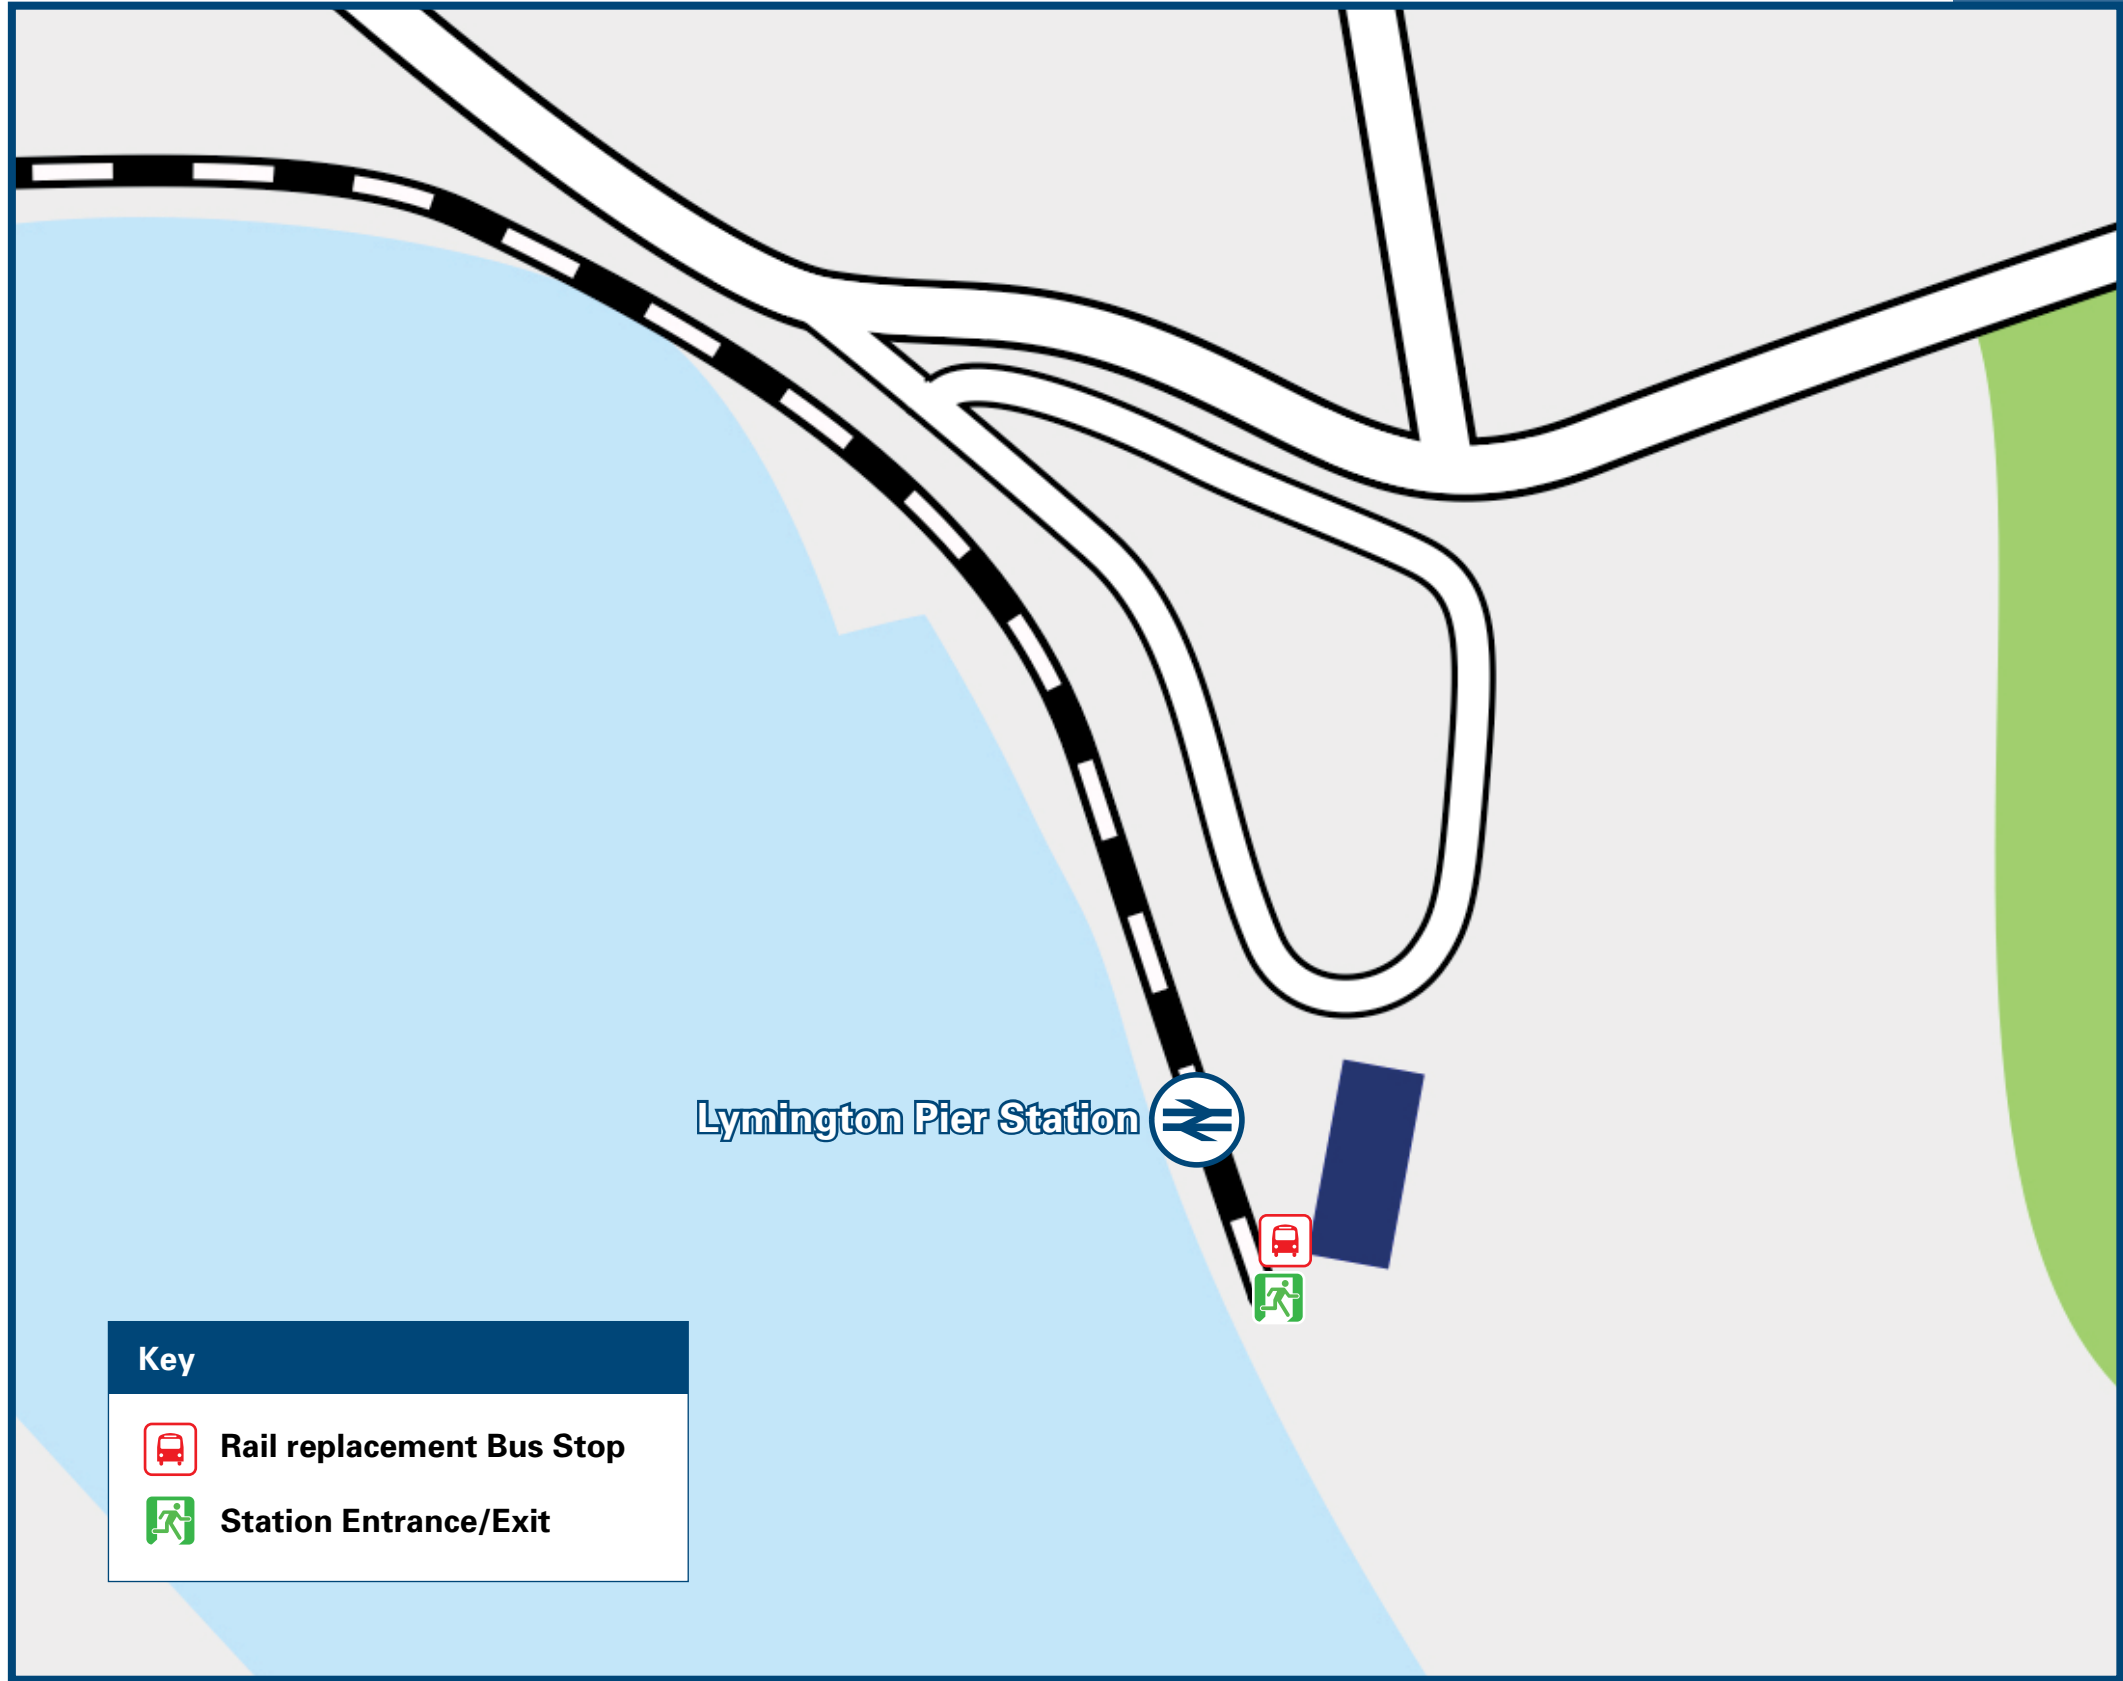 Lymington Pier Station
Key
Rail replacement Bus Stop
Station Entrance/Exit